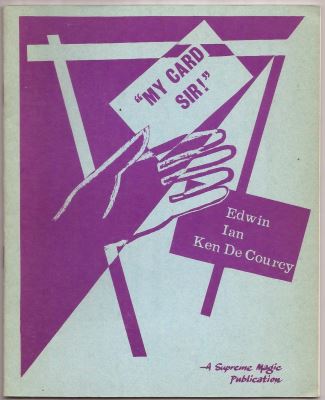 "MY CARD
SIR!"
Edwin
Ian
Ken De Courcy
—A Supreme Magic
Publication